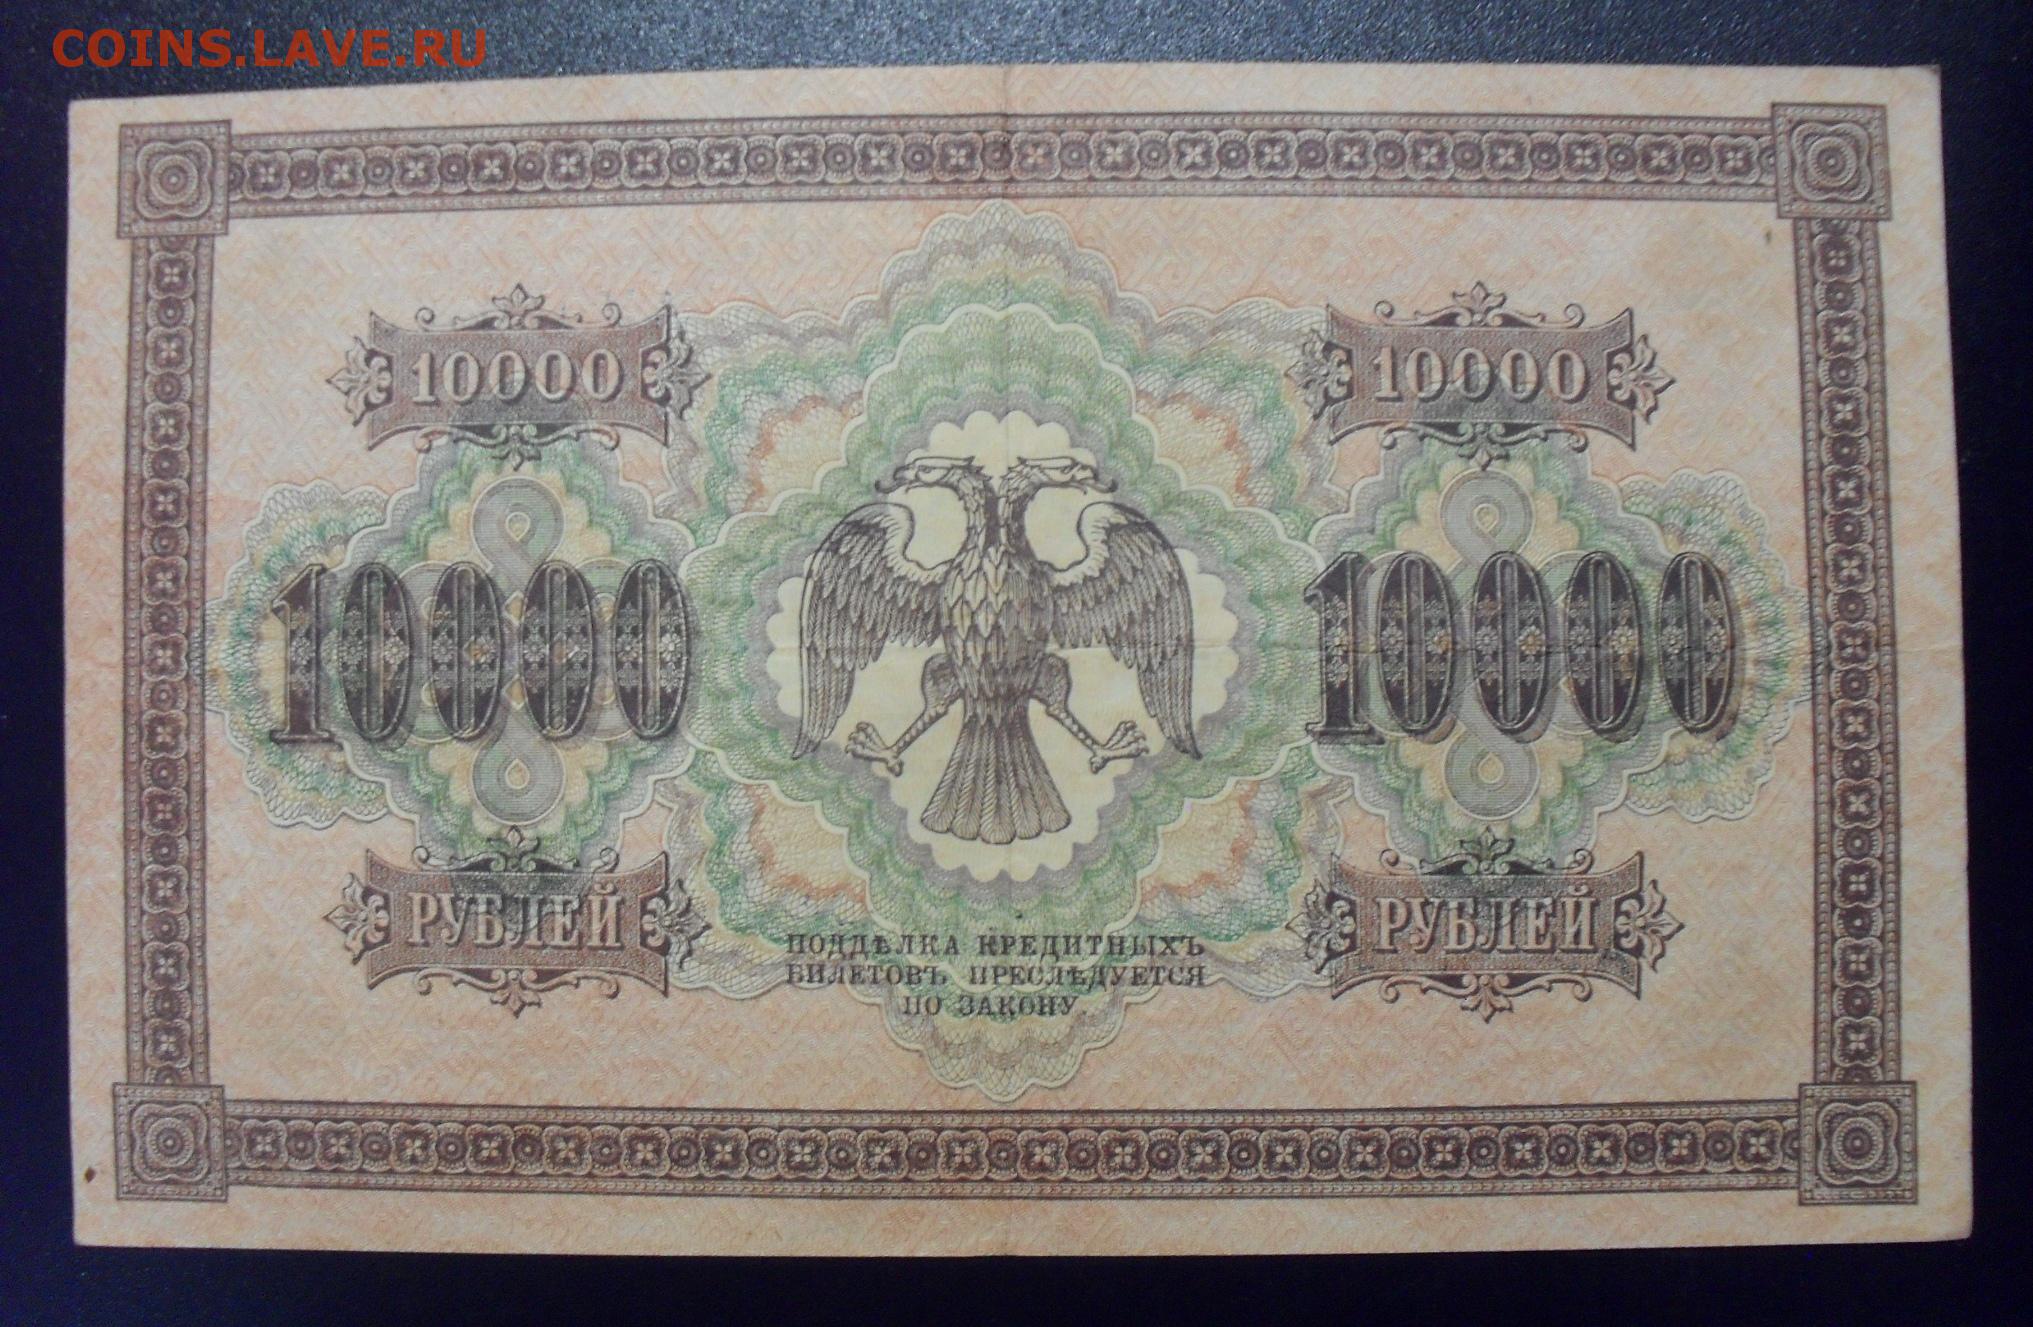 COINS.LAVE.RU
10000 10000
10000 10000
РУБЛЕЙ РУБЛЕЙ
ПОДДѢЛКА КРЕДИТНЫХЪ
БИЛЕТОВЪ ПРЕСЛѢДУЕТСЯ
ПО ЗАКОНУ.